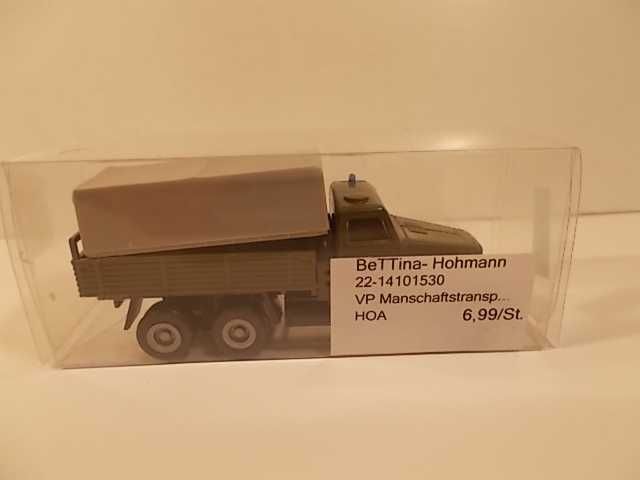 BeTTina- Hohmann
22-14101530
VP Manschaftstransp...
HOA 6,99/St.